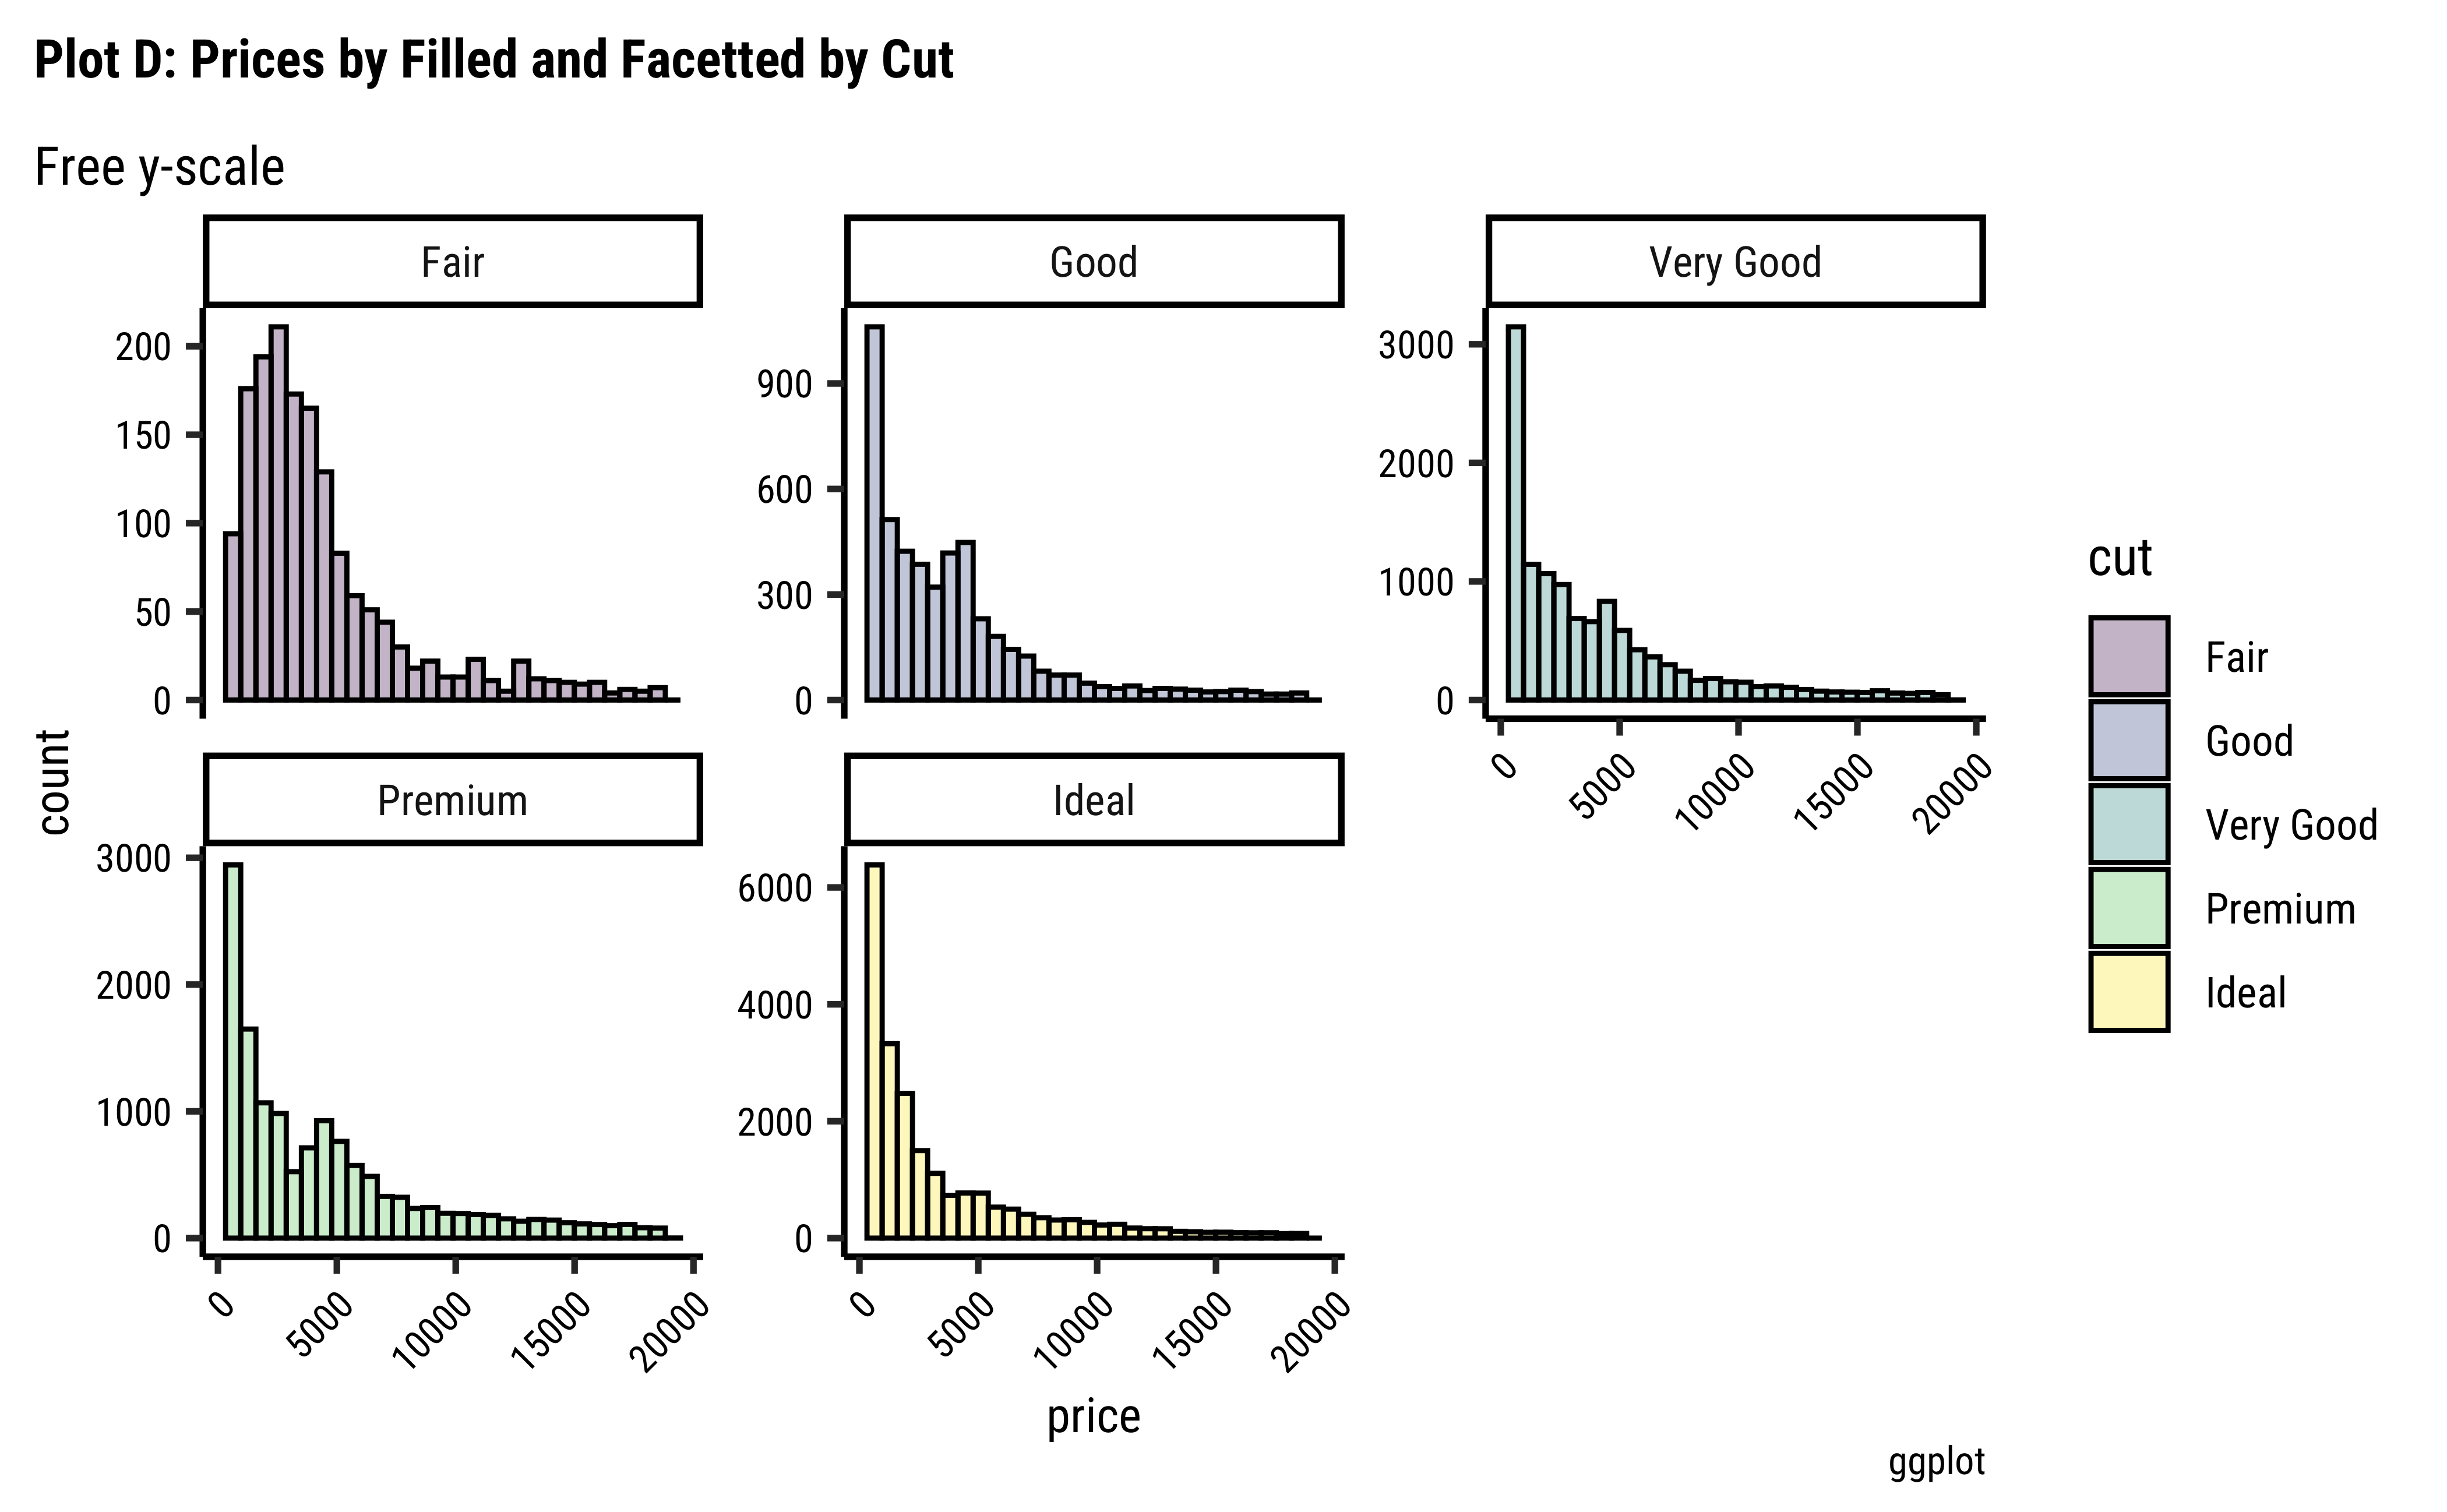 Plot D: Prices by Filled and Facetted by Cut
Free y-scale
Fair
Good
Very Good
200
150
100
50
0
900
600
300
0
3000
2000
1000
0
0
5000
10000
15000
20000
count
Premium
Ideal
3000
2000
1000
0
6000
4000
2000
0
0
5000
10000
15000
20000
0
5000
10000
15000
20000
price
cut
Fair
Good
Very Good
Premium
Ideal
ggplot